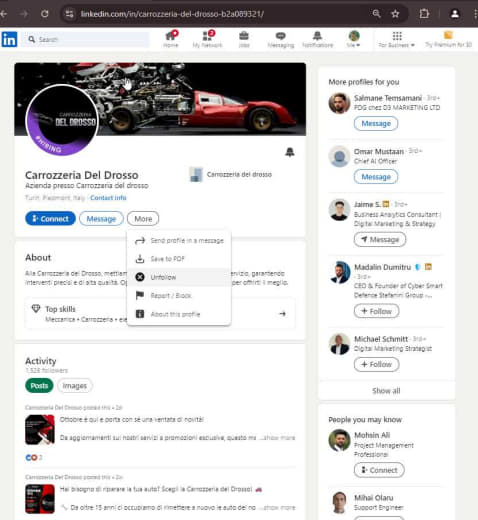 linkedin.com/in/carrozzeria-del-drosso-b2a089321/
in
Search
Home
My Network
Jobs
Messaging
Notifications
Me
For Business
Try Premium for $0
CARROZZERIA
DEL DROSSO
#HIRING
Carrozzeria Del Drosso
Azienda presso Carrozzeria del drosso
Turin, Piedmont, Italy · Contact info
Carrozzeria del drosso
Connect
Message
More
Send profile in a message
Save to PDF
Unfollow
Report / Block
About this profile
About
Alla Carrozzeria del Drosso, mettiam
rvizio, garantendo
interventi precisi e di alta qualità. Op
per offrirti il meglio.
Top skills
Meccanica • Carrozzeria • ele
Activity
1,528 followers
Posts
Images
Carrozzeria Del Drosso posted this • 2d
Ottobre è qui e porta con sé una ventata di novità!
Da aggiornamenti sui nostri servizi a promozioni esclusive, questo me ...show more
2
Carrozzeria Del Drosso posted this • 2w
Hai bisogno di riparare la tua auto? Scegli la Carrozzeria del Drosso!
Da oltre 15 anni ci occupiamo di rimettere a nuovo le auto dei no ...show more
More profiles for you
Salmane Temsamani · 3rd+
PDG chez D3 MARKETING LTD
Message
Omar Mustaan · 3rd+
Chief AI Officer
Message
Jaime S. in · 3rd+
Business Analytics Consultant |
Digital Marketing & Strategy
Message
Madalin Dumitru in · 3rd+
CEO & Founder of Cyber Smart
Defence Stefanini Group -...
+ Follow
Michael Schmitt · 3rd+
Digital Marketing Strategist
+ Follow
Show all
People you may know
Mohsin Ali
Project Management
Professional
Connect
Mihai Olaru
Support Engineer